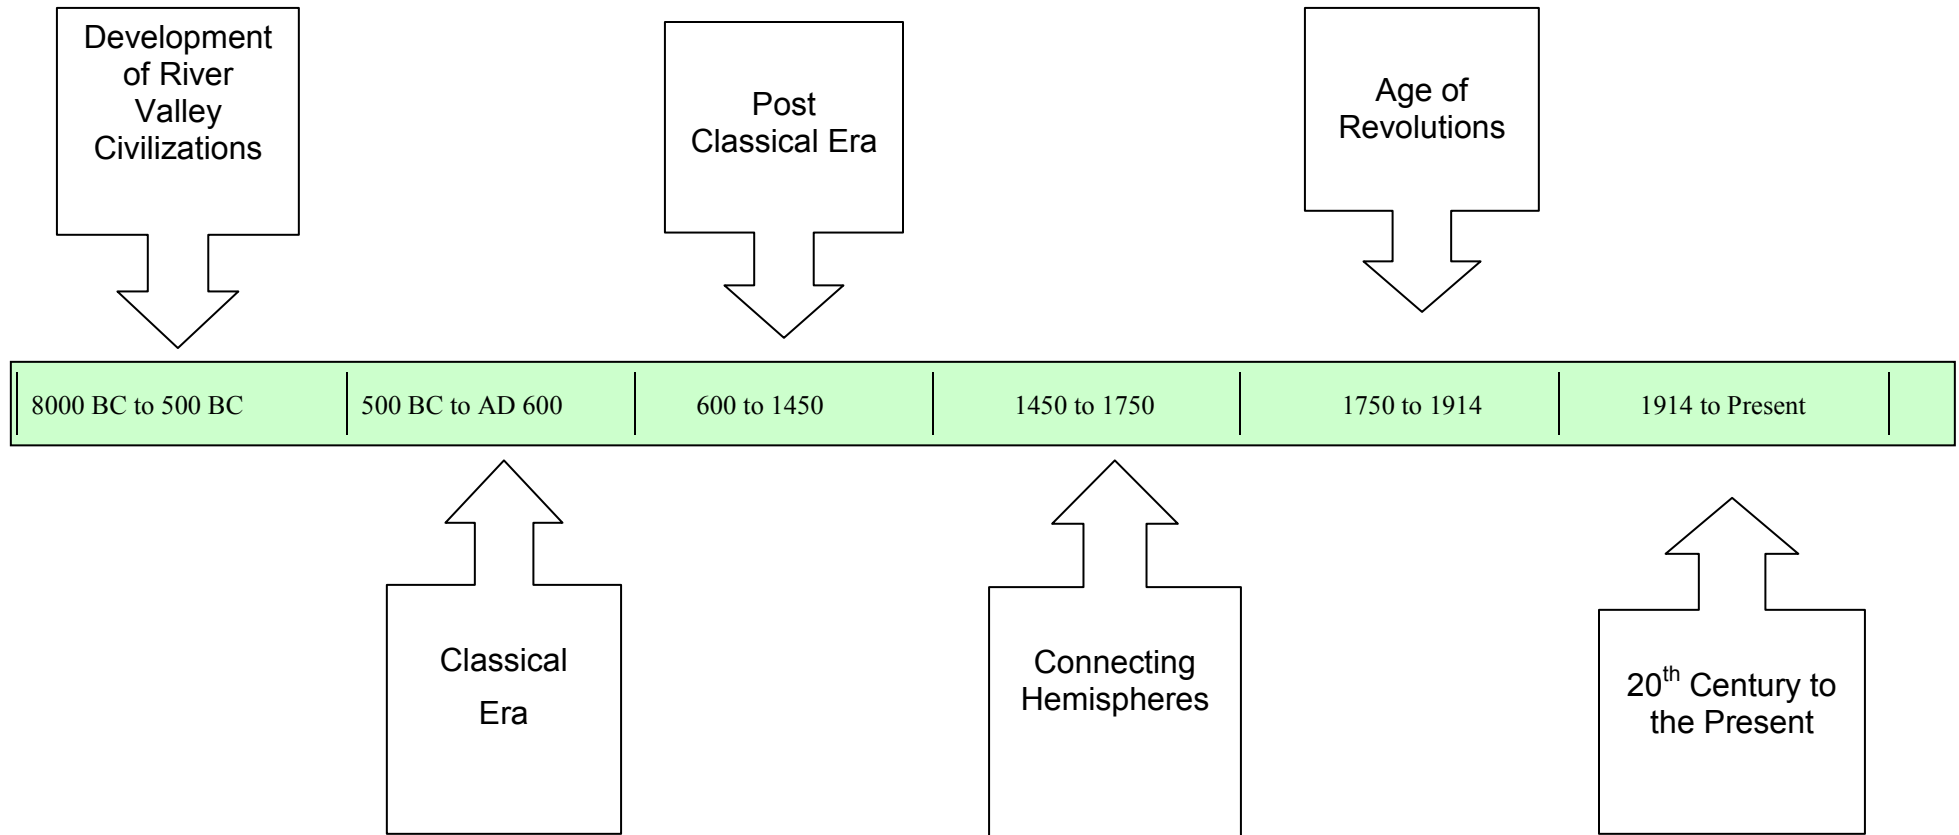 Development
of River
Valley
Civilizations
Post
Classical Era
Age of
Revolutions
8000 BC to 500 BC
500 BC to AD 600
600 to 1450
1450 to 1750
1750 to 1914
1914 to Present
Classical
Era
Connecting
Hemispheres
20th Century to
the Present